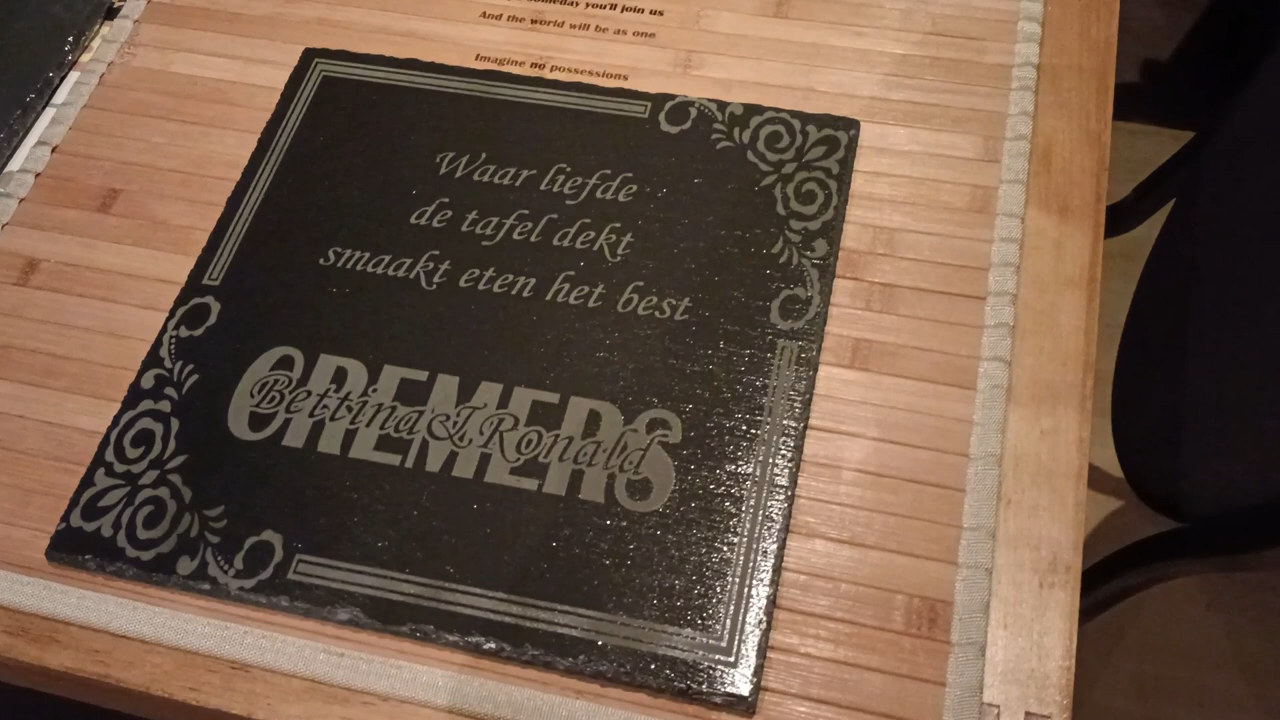 someday you'll join us
And the world will be as one
Imagine no possessions
Waar liefde
de tafel dekt
smaakt eten het best
CREMERS
Bettina & Ronald